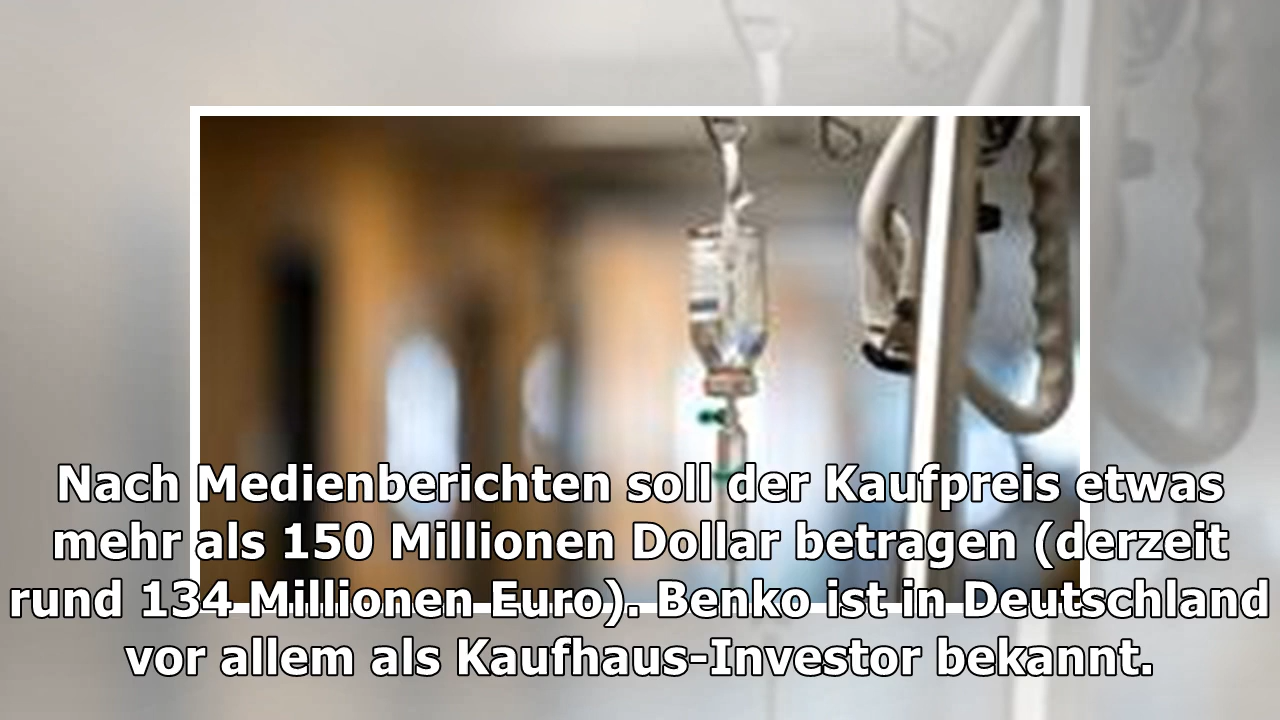 Nach Medienberichten soll der Kaufpreis etwas
mehr als 150 Millionen Dollar betragen (derzeit
rund 134 Millionen Euro). Benko ist in Deutschland
vor allem als Kaufhaus-Investor bekannt.